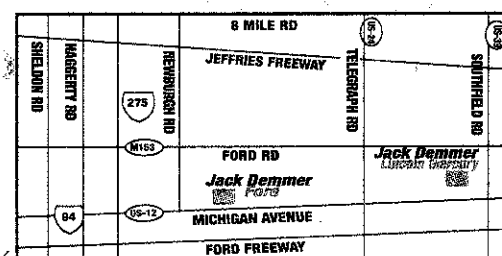 8 MILE RD
US-24
US-39
JEFFRIES FREEWAY
SHELDON RD
HAGGERTY RD
NEWBURGH RD
TELEGRAPH RD
SOUTHFIELD RD
275
M153
FORD RD
Jack Demmer
Ford
Jack Demmer
Lincoln Mercury
94
US-12
MICHIGAN AVENUE
FORD FREEWAY